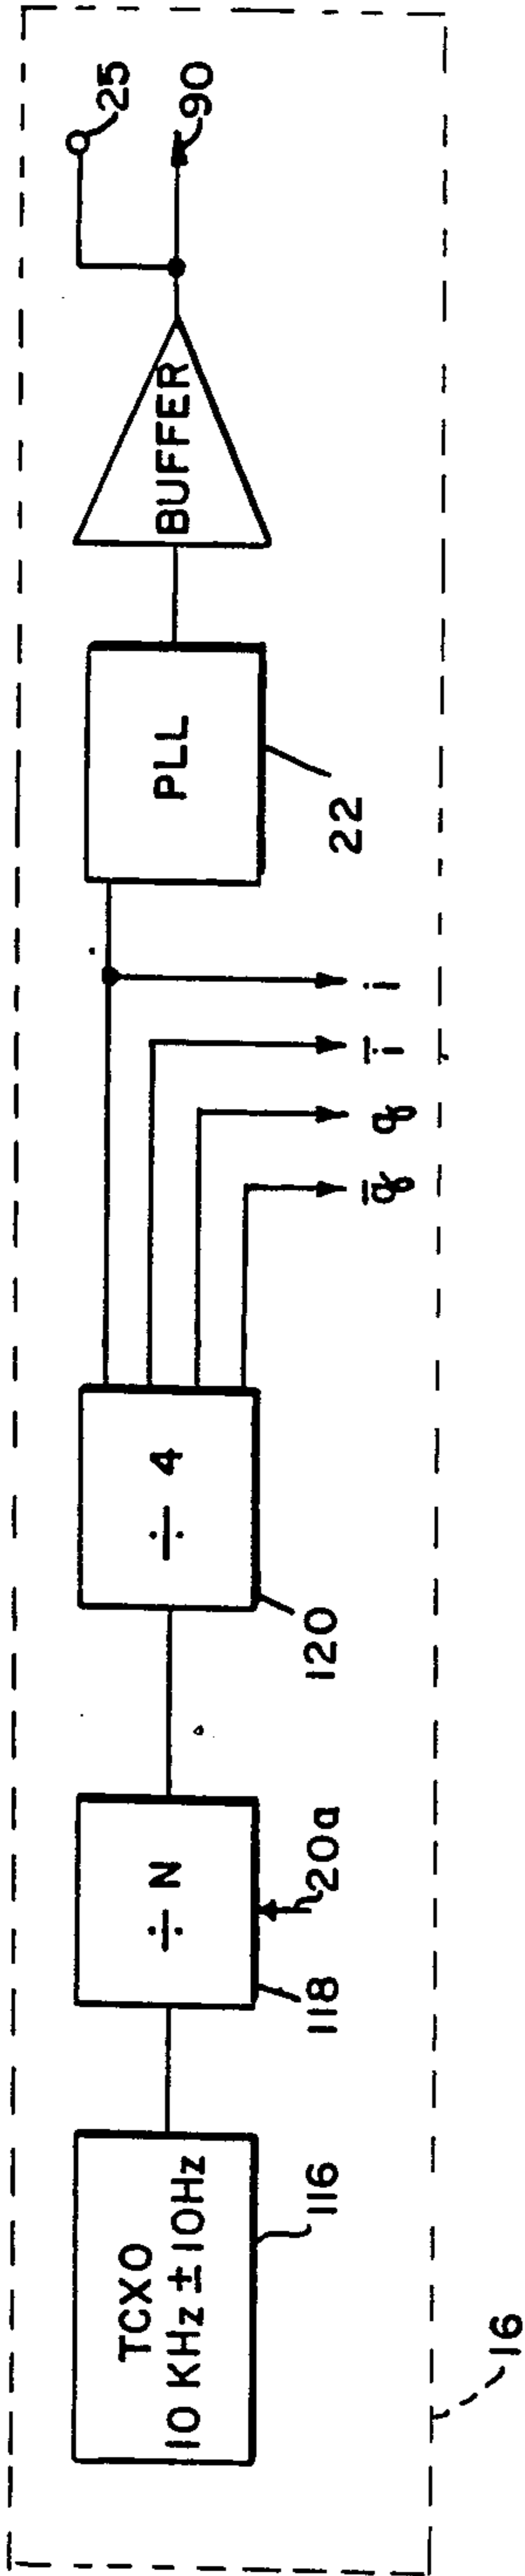 TCXO
10 KHz ± 10Hz
116
÷ N
118
20a
÷ 4
120
q̅
q
i̅
i
PLL
22
BUFFER
25
90
16